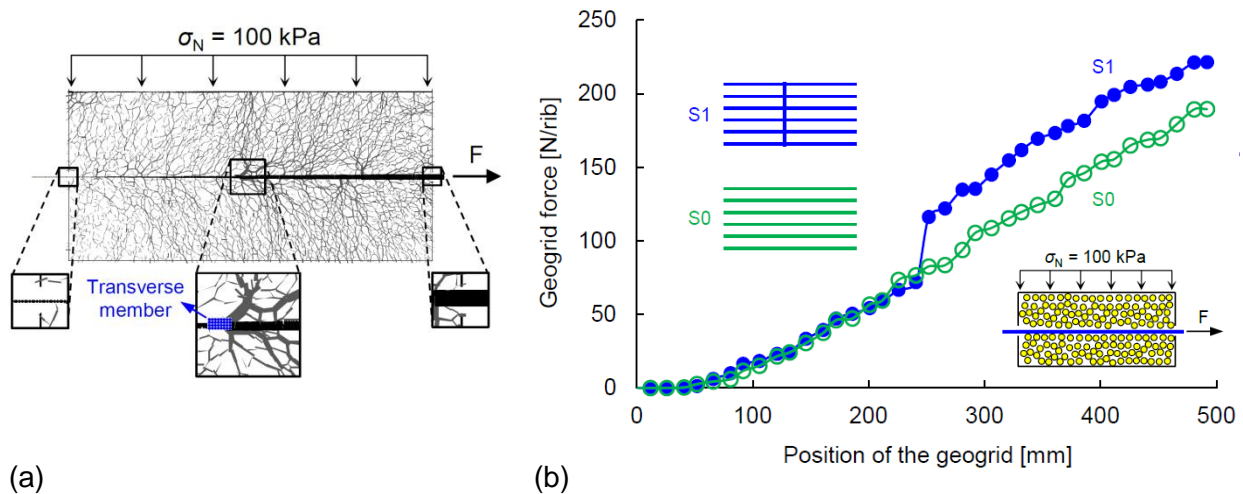 σN = 100 kPa
F
Transverse
member
(a)
Geogrid force [N/rib]
250
200
150
100
50
0
0
100
200
300
400
500
Position of the geogrid [mm]
S1
S0
S1
S0
σN = 100 kPa
F
(b)